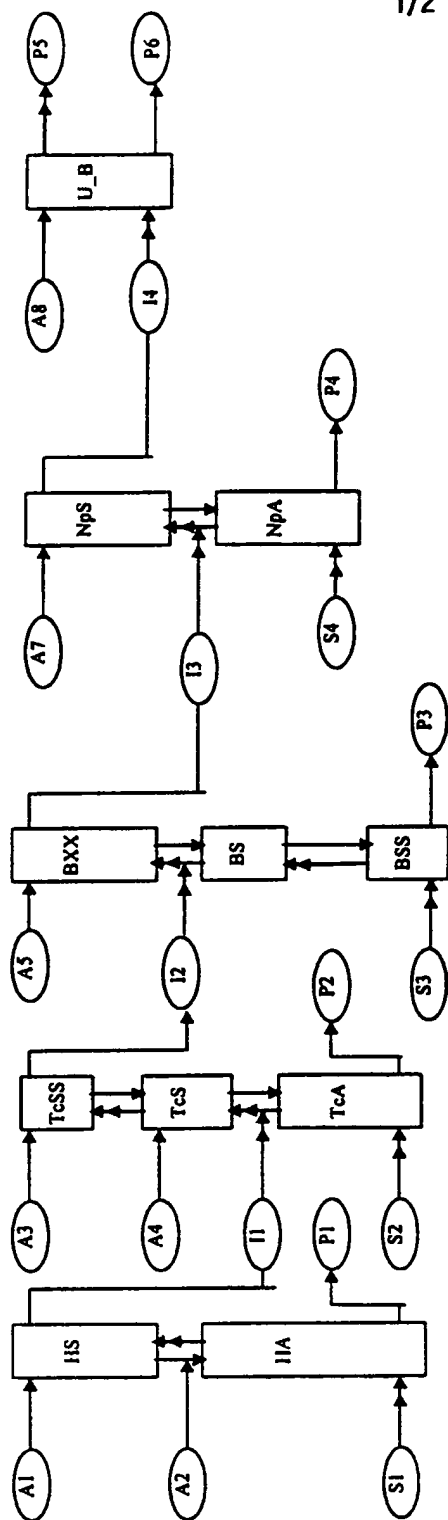 1/2
A1
A2
S1
HS
HA
P1
I1
A3
A4
S2
TcSS
TcS
TcA
P2
I2
A5
S3
BXX
BS
BSS
P3
I3
A7
S4
NpS
NpA
P4
I4
A8
U_B
P5
P6